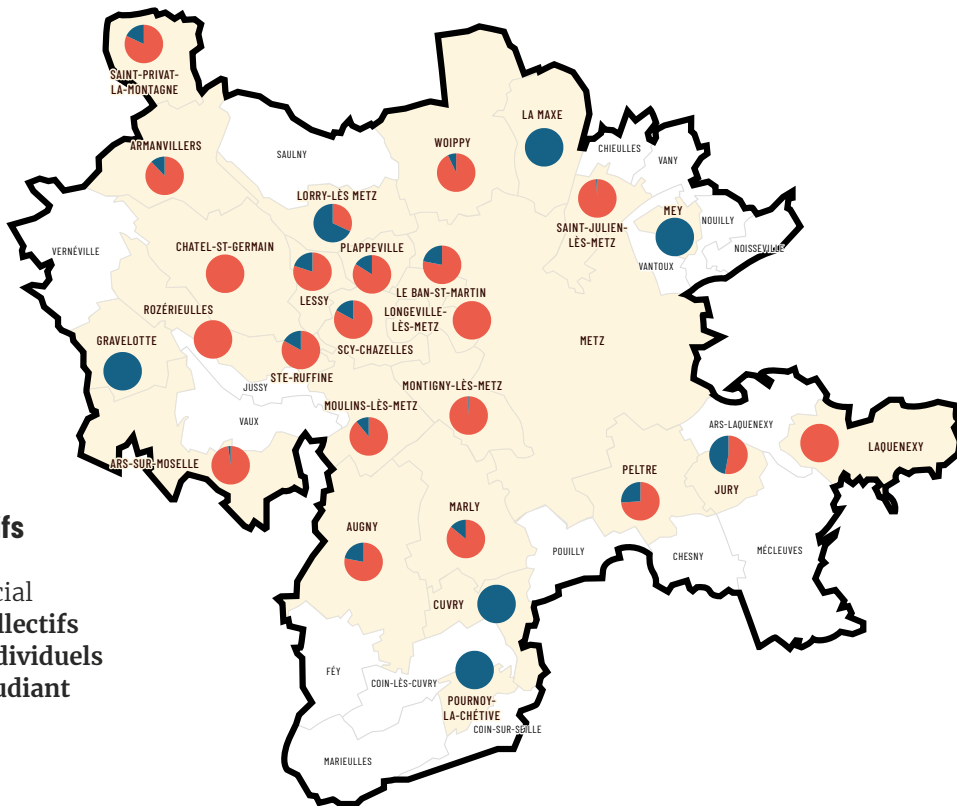 SAINT-PRIVAT-
LA-MONTAGNE
LA MAXE
ARMANVILLERS
SAULNY
WOIPPY
CHIEULLES
VANY
LORRY-LÈS METZ
MEY
NOUILLY
SAINT-JULIEN-
LÈS-METZ
NOISSEVILLE
VERNÉVILLE
CHATEL-ST-GERMAIN
PLAPPEVILLE
VANTOUX
LESSY
LE BAN-ST-MARTIN
ROZÉRIEULLES
LONGEVILLE-
LÈS-METZ
GRAVELOTTE
SCY-CHAZELLES
METZ
STE-RUFFINE
JUSSY
MONTIGNY-LÈS-METZ
MOULINS-LÈS-METZ
VAUX
ARS-LAQUENEXY
LAQUENEXY
ARS-SUR-MOSELLE
PELTRE
JURY
MARLY
AUGNY
POUILLY
CHESNY
MÉCLEUVES
CUVRY
FÉY
COIN-LÈS-CUVRY
POURNOY-
LA-CHÉTIVE
COIN-SUR-SEILLE
MARIEULLES
fs
cial
llectifs
dividuels
udiant